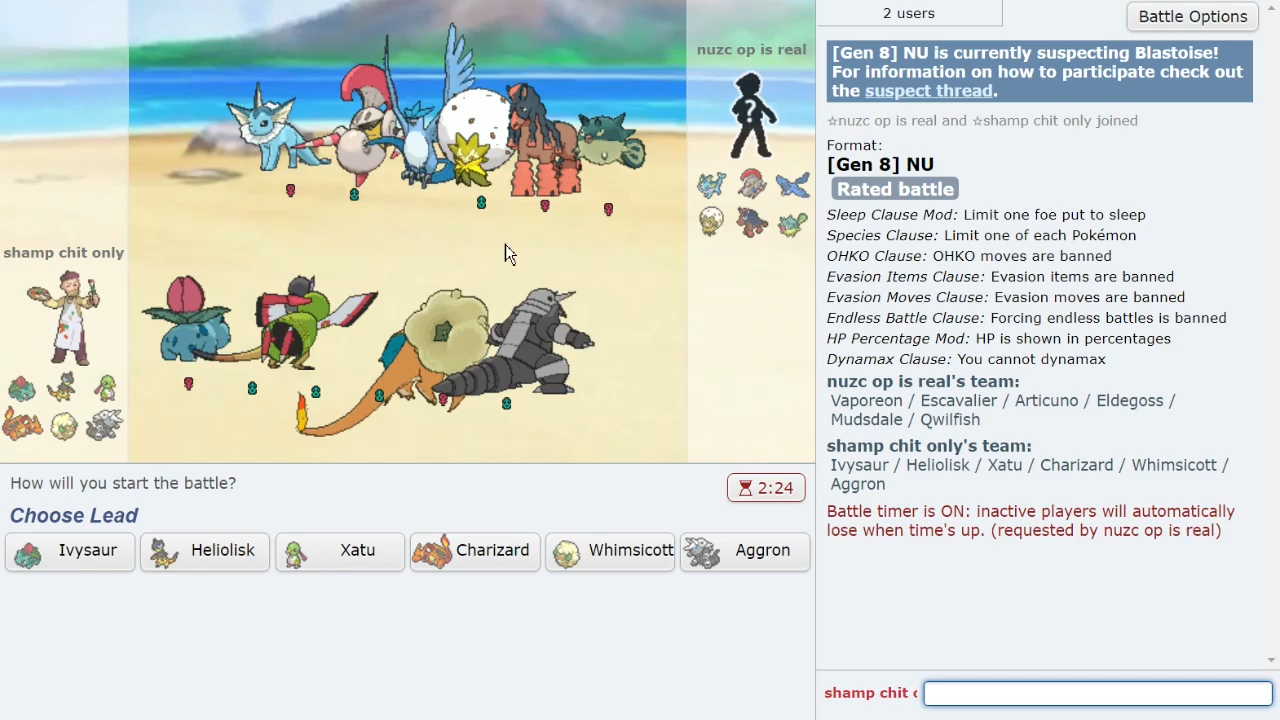 nuzc op is real
shamp chit only
How will you start the battle?
2:24
Choose Lead
Ivysaur
Heliolisk
Xatu
Charizard
Whimsicott
Aggron
2 users
Battle Options
[Gen 8] NU is currently suspecting Blastoise!
For information on how to participate check out
the suspect thread.
☆nuzc op is real and ☆shamp chit only joined
Format:
[Gen 8] NU
Rated battle
Sleep Clause Mod: Limit one foe put to sleep
Species Clause: Limit one of each Pokémon
OHKO Clause: OHKO moves are banned
Evasion Items Clause: Evasion items are banned
Evasion Moves Clause: Evasion moves are banned
Endless Battle Clause: Forcing endless battles is banned
HP Percentage Mod: HP is shown in percentages
Dynamax Clause: You cannot dynamax
nuzc op is real's team:
Vaporeon / Escavalier / Articuno / Eldegoss /
Mudsdale / Qwilfish
shamp chit only's team:
Ivysaur / Heliolisk / Xatu / Charizard / Whimsicott /
Aggron
Battle timer is ON: inactive players will automatically
lose when time's up. (requested by nuzc op is real)
shamp chit